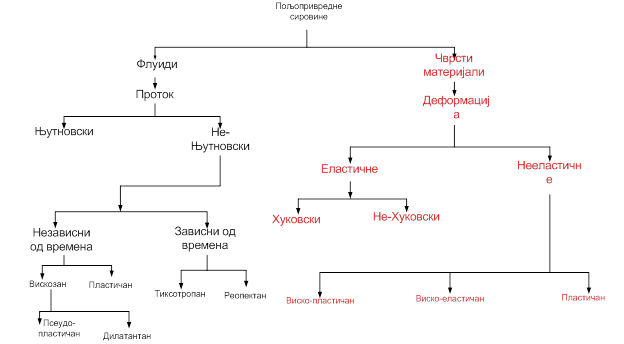 Пољопривредне
сировине
Флуиди
Чврсти
материјали
Проток
Деформациј
а
Њутновски
Не-
Њутновски
Еластичне
Нееластичн
е
Хуковски
Не-Хуковски
Независни
од времена
Зависни од
времена
Вискозан
Пластичан
Тиксотропан
Реопектан
Виско-пластичан
Виско-еластичан
Пластичан
Псеудо-
пластичан
Дилатантан